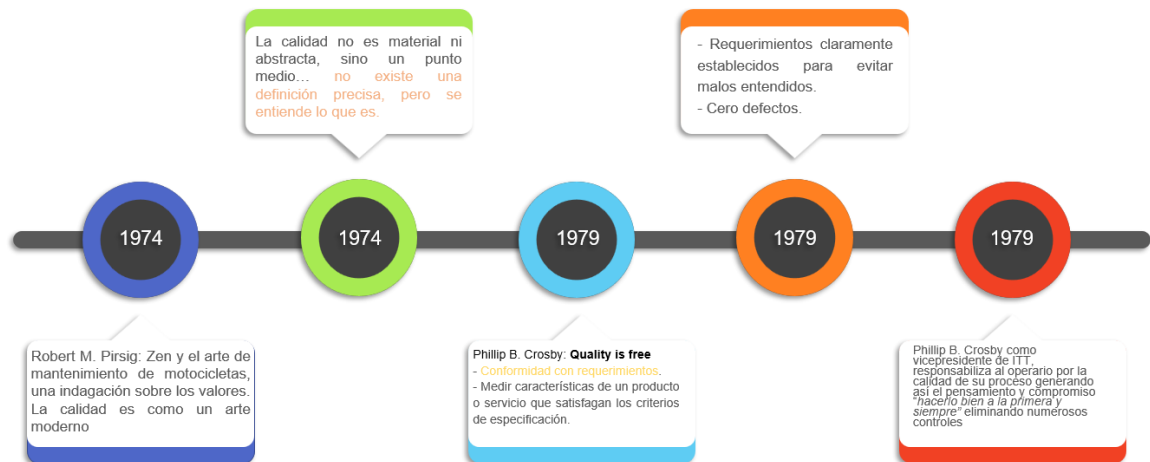 La calidad no es material ni
abstracta, sino un punto
medio… no existe una
definición precisa, pero se
entiende lo que es.
- Requerimientos claramente
establecidos para evitar
malos entendidos.
- Cero defectos.
1974
1974
1979
1979
1979
Robert M. Pirsig: Zen y el arte de
mantenimiento de motocicletas,
una indagación sobre los valores.
La calidad es como un arte
moderno
Phillip B. Crosby: Quality is free
- Conformidad con requerimientos.
- Medir características de un producto
o servicio que satisfagan los criterios
de especificación.
Phillip B. Crosby como
vicepresidente de ITT,
responsabiliza al operario por la
calidad de su proceso generando
así el pensamiento y compromiso
"hacerlo bien a la primera y
siempre" eliminando numerosos
controles